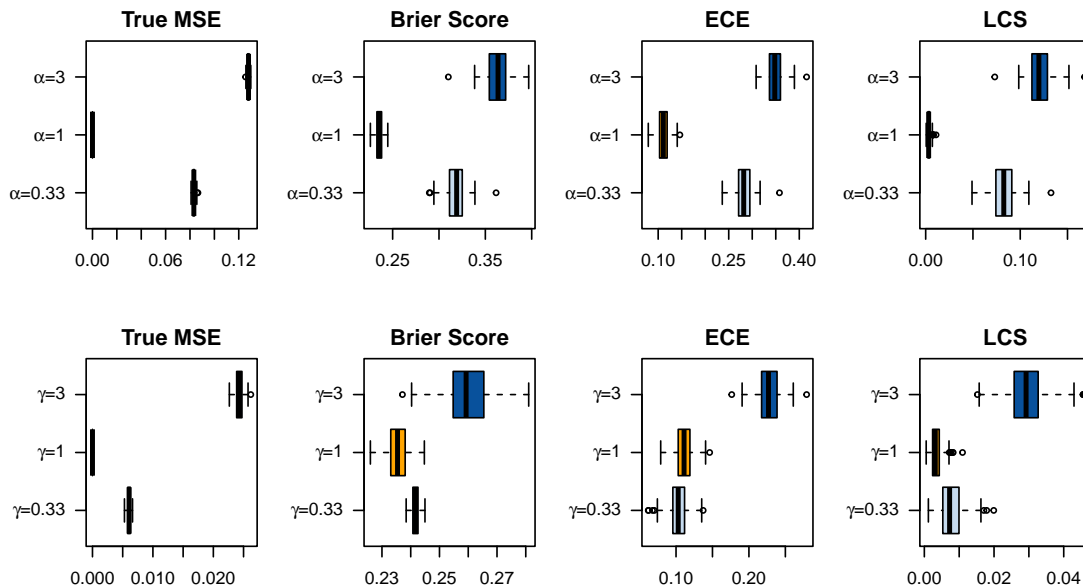 True MSE
Brier Score
ECE
LCS
α=3
α=1
α=0.33
α=3
α=1
α=0.33
α=3
α=1
α=0.33
α=3
α=1
α=0.33
0.00 0.06 0.12
0.25 0.35
0.10 0.25 0.40
0.00 0.10
True MSE
Brier Score
ECE
LCS
γ=3
γ=1
γ=0.33
γ=3
γ=1
γ=0.33
γ=3
γ=1
γ=0.33
γ=3
γ=1
γ=0.33
0.000 0.010 0.020
0.23 0.25 0.27
0.10 0.20
0.00 0.02 0.04